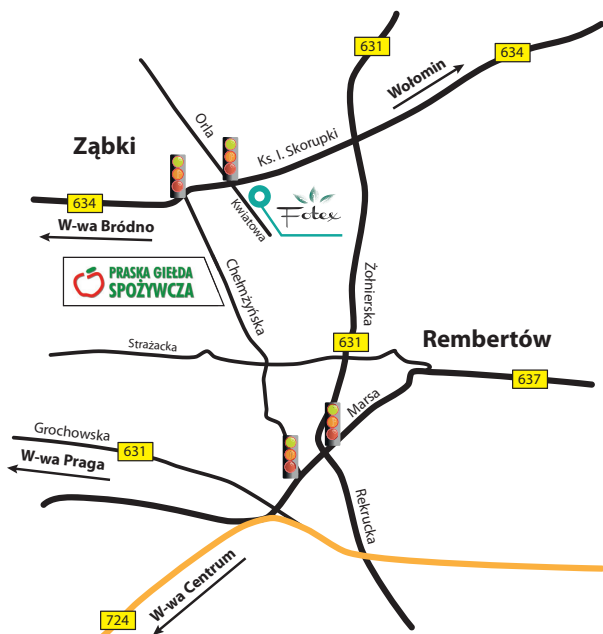 631
634
Wołomin
Orla
Ząbki
Ks. I. Skorupki
634
Kwiatowa
Fotex
W-wa Bródno
PRASKA GIEŁDA
SPOŻYWCZA
Chełmżyńska
Żołnierska
Strażacka
631
Rembertów
637
Marsa
Grochowska
631
W-wa Praga
Rekrucka
W-wa Centrum
724